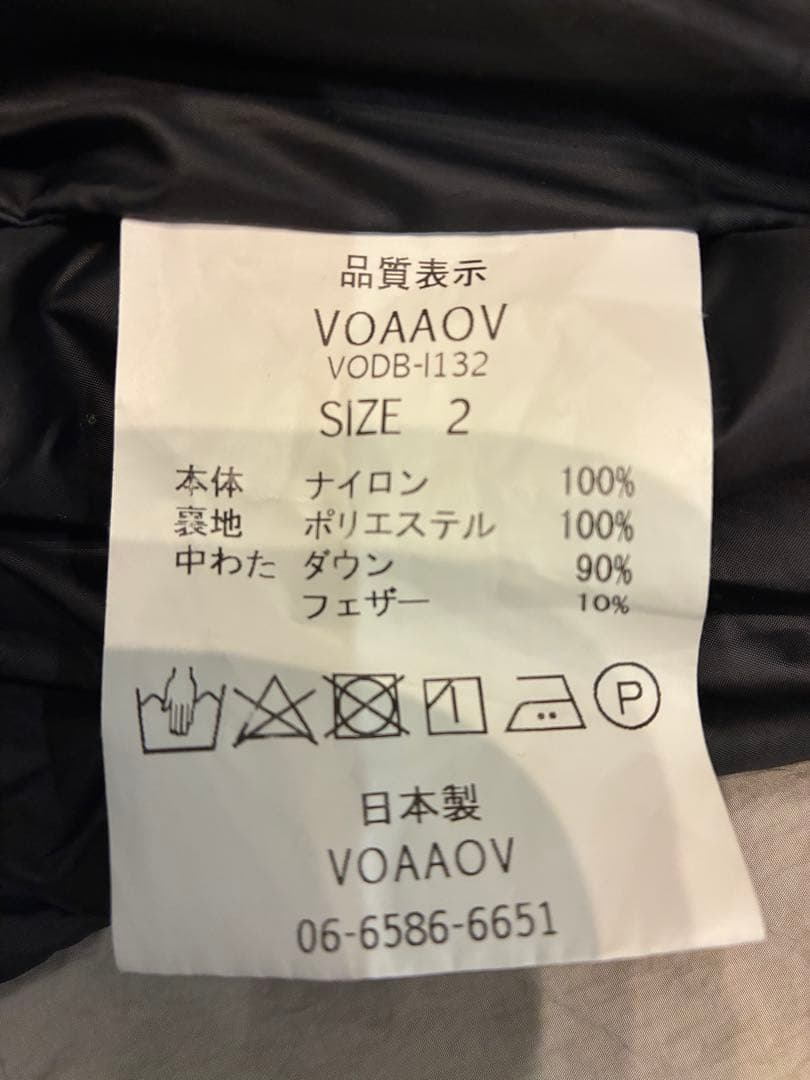 品質表示
VOAAOV
VODB-I132
SIZE 2
本体 ナイロン 100%
裏地 ポリエステル 100%
中わた ダウン 90%
フェザー 10%
P
日本製
VOAAOV
06-6586-6651